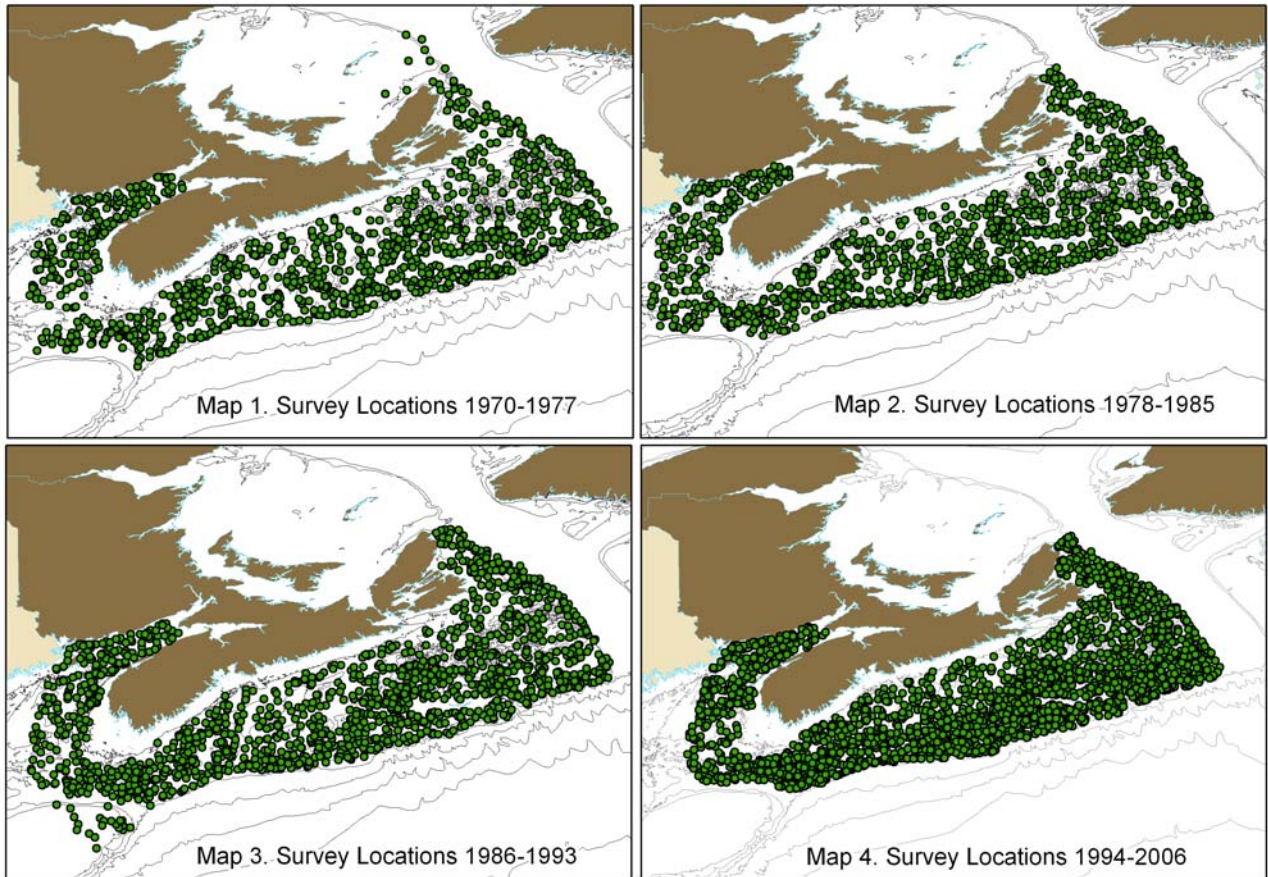 Map 1. Survey Locations 1970-1977
Map 2. Survey Locations 1978-1985
Map 3. Survey Locations 1986-1993
Map 4. Survey Locations 1994-2006